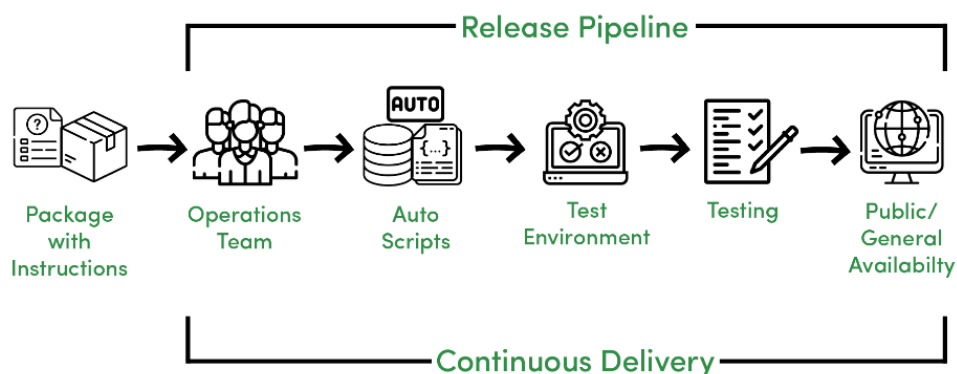 Release Pipeline
AUTO
?
{...}
Package
with
Instructions
Operations
Team
Auto
Scripts
Test
Environment
Testing
Public/
General
Availabilty
Continuous Delivery